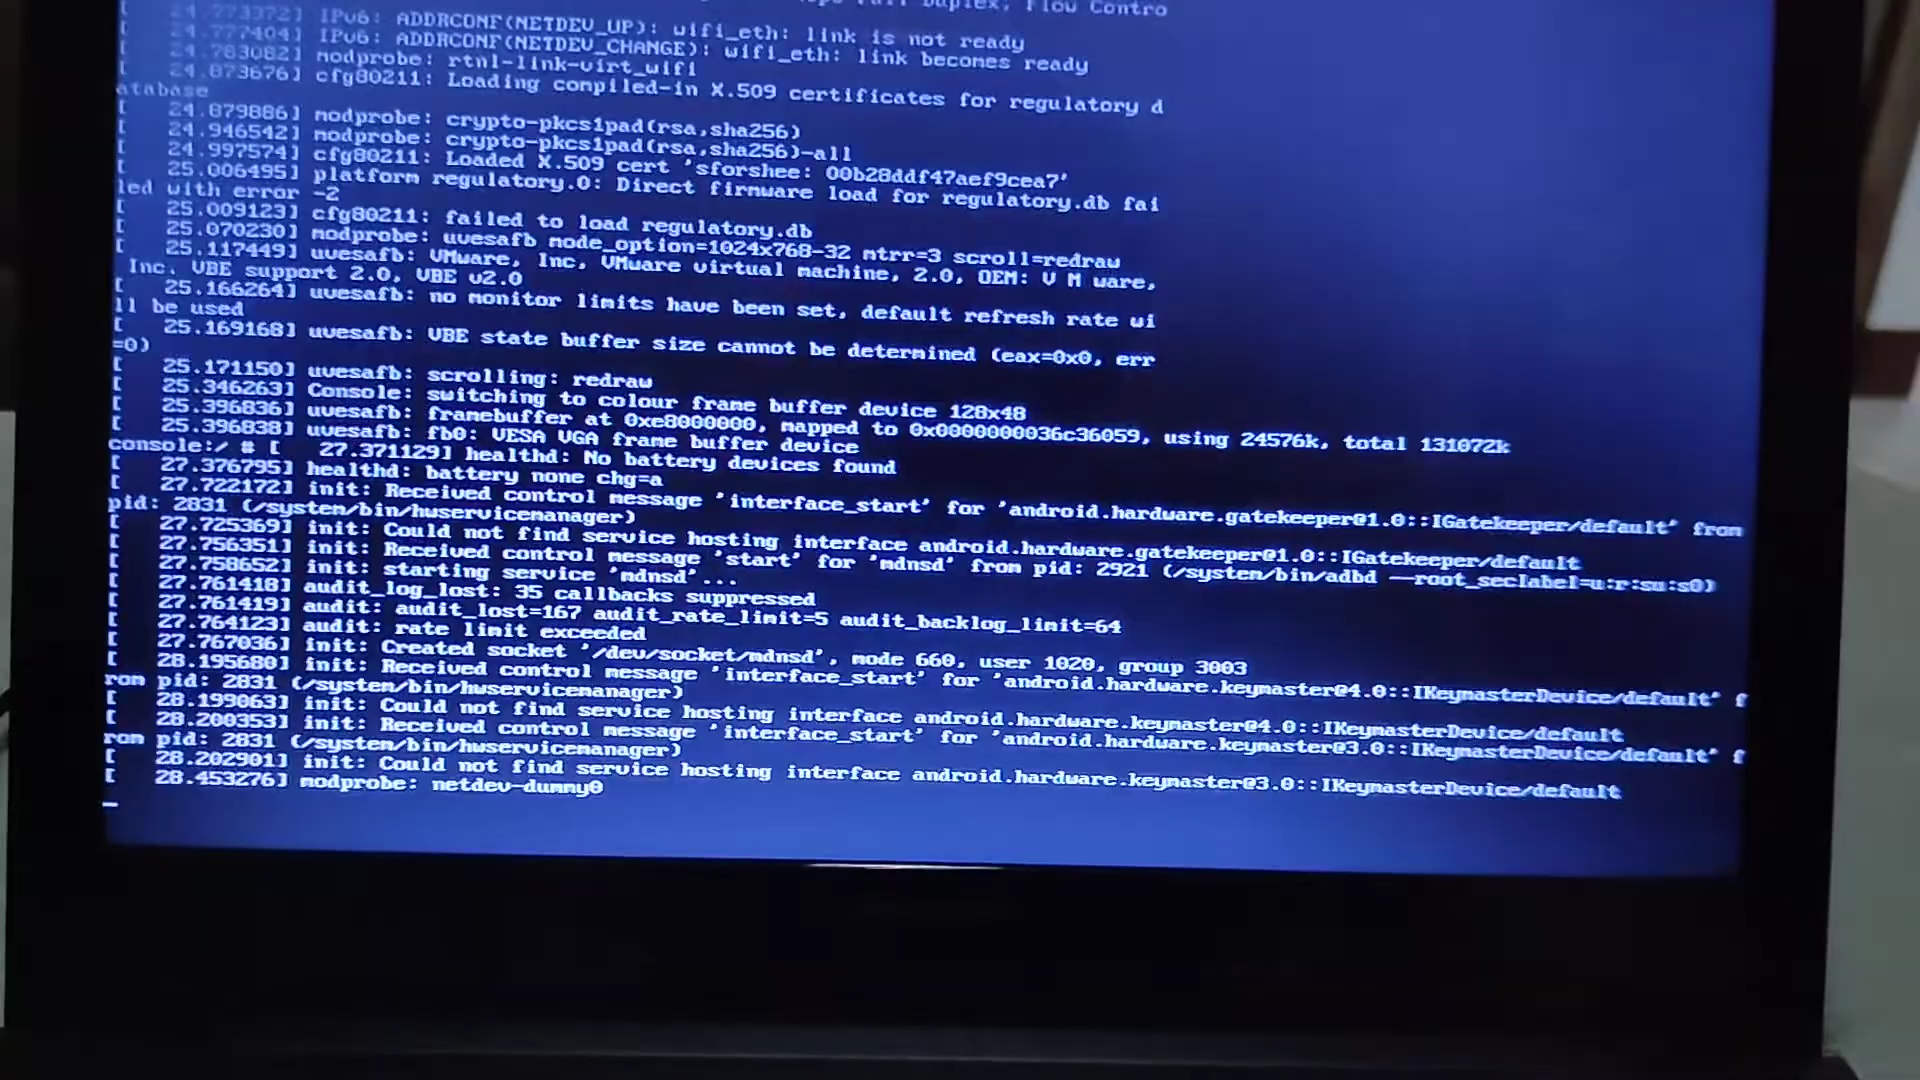 Duplex, Flow Contro
[   24.773372] IPv6: ADDRCONF(NETDEV_UP): wifi_eth: link is not ready
[   24.777404] IPv6: ADDRCONF(NETDEV_CHANGE): wifi_eth: link becomes ready
[   24.783082] modprobe: rtnl-link-virt_wifi
[   24.873676] cfg80211: Loading compiled-in X.509 certificates for regulatory d
atabase
[   24.879886] modprobe: crypto-pkcs1pad(rsa,sha256)
[   24.946542] modprobe: crypto-pkcs1pad(rsa,sha256)-all
[   24.997574] cfg80211: Loaded X.509 cert 'sforshee: 00b28ddf47aef9cea7'
[   25.006495] platform regulatory.0: Direct firmware load for regulatory.db fai
led with error -2
[   25.009123] cfg80211: failed to load regulatory.db
[   25.070230] modprobe: uvesafb mode_option=1024x768-32 mtrr=3 scroll=redraw
[   25.117449] uvesafb: VMware, Inc, VMware virtual machine, 2.0, OEM: V M ware,
Inc. VBE support 2.0, VBE v2.0
[   25.166264] uvesafb: no monitor limits have been set, default refresh rate wi
ll be used
[   25.169168] uvesafb: VBE state buffer size cannot be determined (eax=0x0, err
=0)
[   25.171150] uvesafb: scrolling: redraw
[   25.346263] Console: switching to colour frame buffer device 128x48
[   25.396836] uvesafb: framebuffer at 0xe8000000, mapped to 0x0000000036c36059, using 24576k, total 131072k
[   25.396838] uvesafb: fb0: VESA VGA frame buffer device
console:/ # [   27.371129] healthd: No battery devices found
[   27.376795] healthd: battery none chg=a
[   27.722172] init: Received control message 'interface_start' for 'android.hardware.gatekeeper@1.0::IGatekeeper/default' from
pid: 2831 (/system/bin/hwservicemanager)
[   27.725369] init: Could not find service hosting interface android.hardware.gatekeeper@1.0::IGatekeeper/default
[   27.756351] init: Received control message 'start' for 'mdnsd' from pid: 2921 (/system/bin/adbd --root_seclabel=u:r:su:s0)
[   27.758652] init: starting service 'mdnsd'...
[   27.761418] audit_log_lost: 35 callbacks suppressed
[   27.761419] audit: audit_lost=167 audit_rate_limit=5 audit_backlog_limit=64
[   27.764123] audit: rate limit exceeded
[   27.767036] init: Created socket '/dev/socket/mdnsd', mode 660, user 1020, group 3003
[   28.195680] init: Received control message 'interface_start' for 'android.hardware.keymaster@4.0::IKeymasterDevice/default' f
rom pid: 2831 (/system/bin/hwservicemanager)
[   28.199063] init: Could not find service hosting interface android.hardware.keymaster@4.0::IKeymasterDevice/default
[   28.200353] init: Received control message 'interface_start' for 'android.hardware.keymaster@3.0::IKeymasterDevice/default' f
rom pid: 2831 (/system/bin/hwservicemanager)
[   28.202901] init: Could not find service hosting interface android.hardware.keymaster@3.0::IKeymasterDevice/default
[   28.453276] modprobe: netdev-dummy0